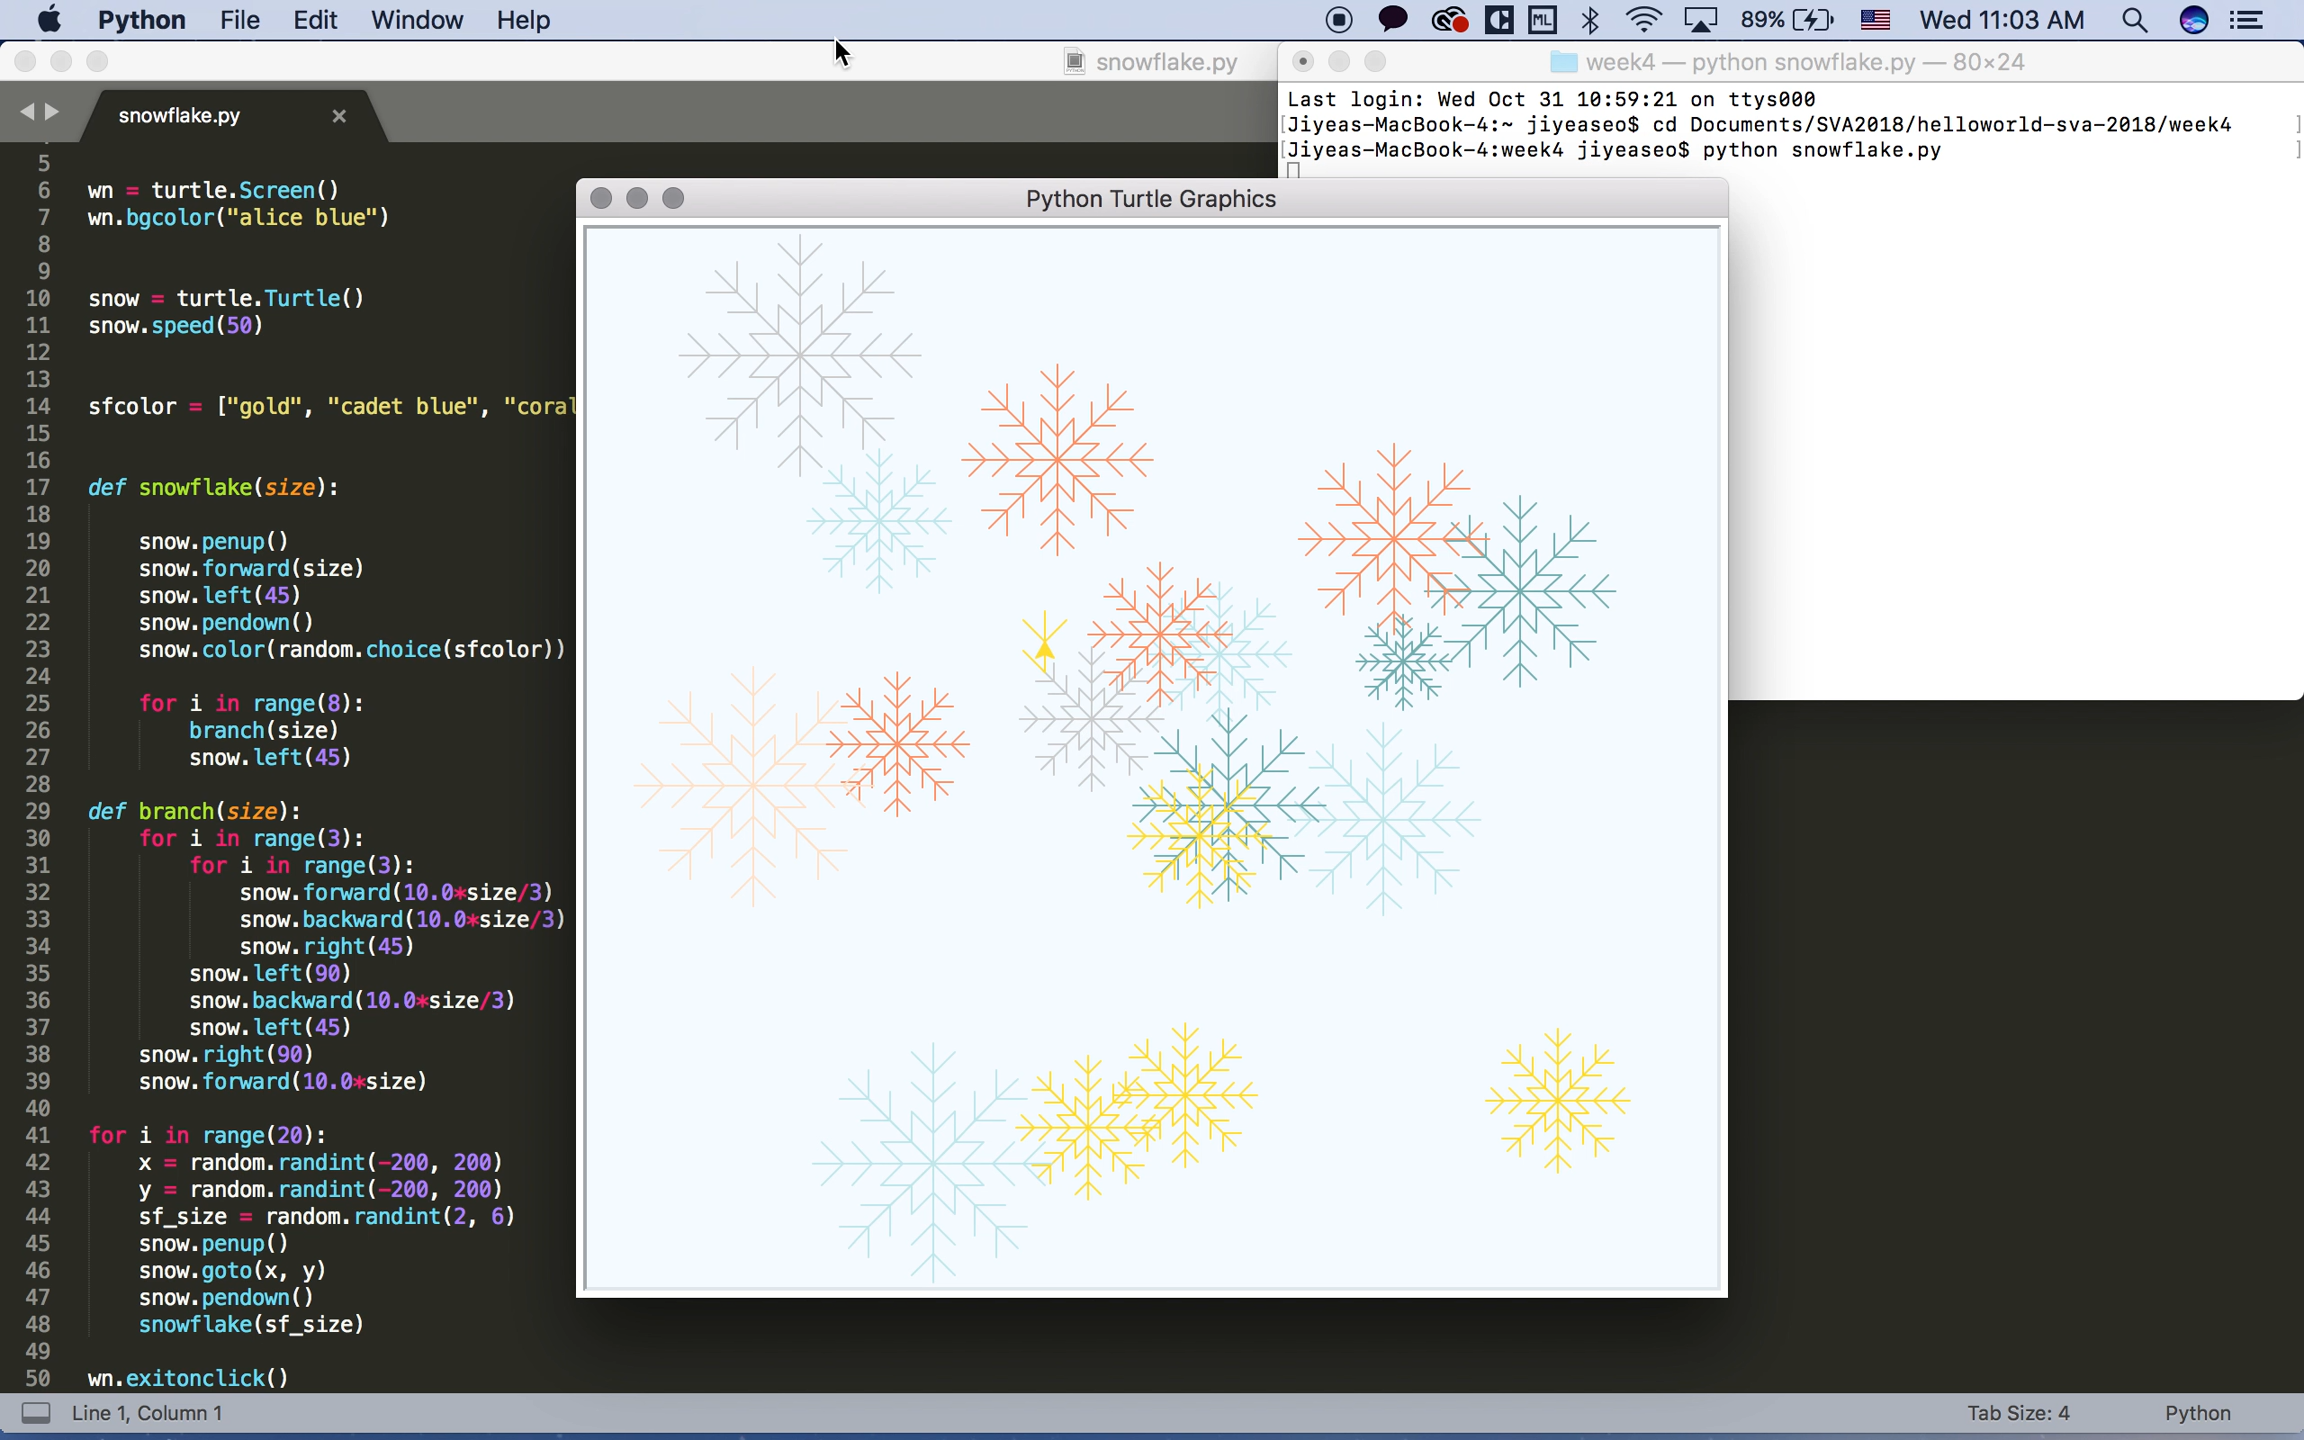 Python File Edit Window Help 89% Wed 11:03 AM
snowflake.py
week4 — python snowflake.py — 80×24
snowflake.py ×
Last login: Wed Oct 31 10:59:21 on ttys000
[Jiyeas-MacBook-4:~ jiyeaseo$ cd Documents/SVA2018/helloworld-sva-2018/week4 ]
[Jiyeas-MacBook-4:week4 jiyeaseo$ python snowflake.py ]
Python Turtle Graphics
5
6 wn = turtle.Screen()
7 wn.bgcolor("alice blue")
8
9
10 snow = turtle.Turtle()
11 snow.speed(50)
12
13
14 sfcolor = ["gold", "cadet blue", "coral
15
16
17 def snowflake(size):
18
19 snow.penup()
20 snow.forward(size)
21 snow.left(45)
22 snow.pendown()
23 snow.color(random.choice(sfcolor))
24
25 for i in range(8):
26 branch(size)
27 snow.left(45)
28
29 def branch(size):
30 for i in range(3):
31 for i in range(3):
32 snow.forward(10.0*size/3)
33 snow.backward(10.0*size/3)
34 snow.right(45)
35 snow.left(90)
36 snow.backward(10.0*size/3)
37 snow.left(45)
38 snow.right(90)
39 snow.forward(10.0*size)
40
41 for i in range(20):
42 x = random.randint(-200, 200)
43 y = random.randint(-200, 200)
44 sf_size = random.randint(2, 6)
45 snow.penup()
46 snow.goto(x, y)
47 snow.pendown()
48 snowflake(sf_size)
49
50 wn.exitonclick()
Line 1, Column 1 Tab Size: 4 Python